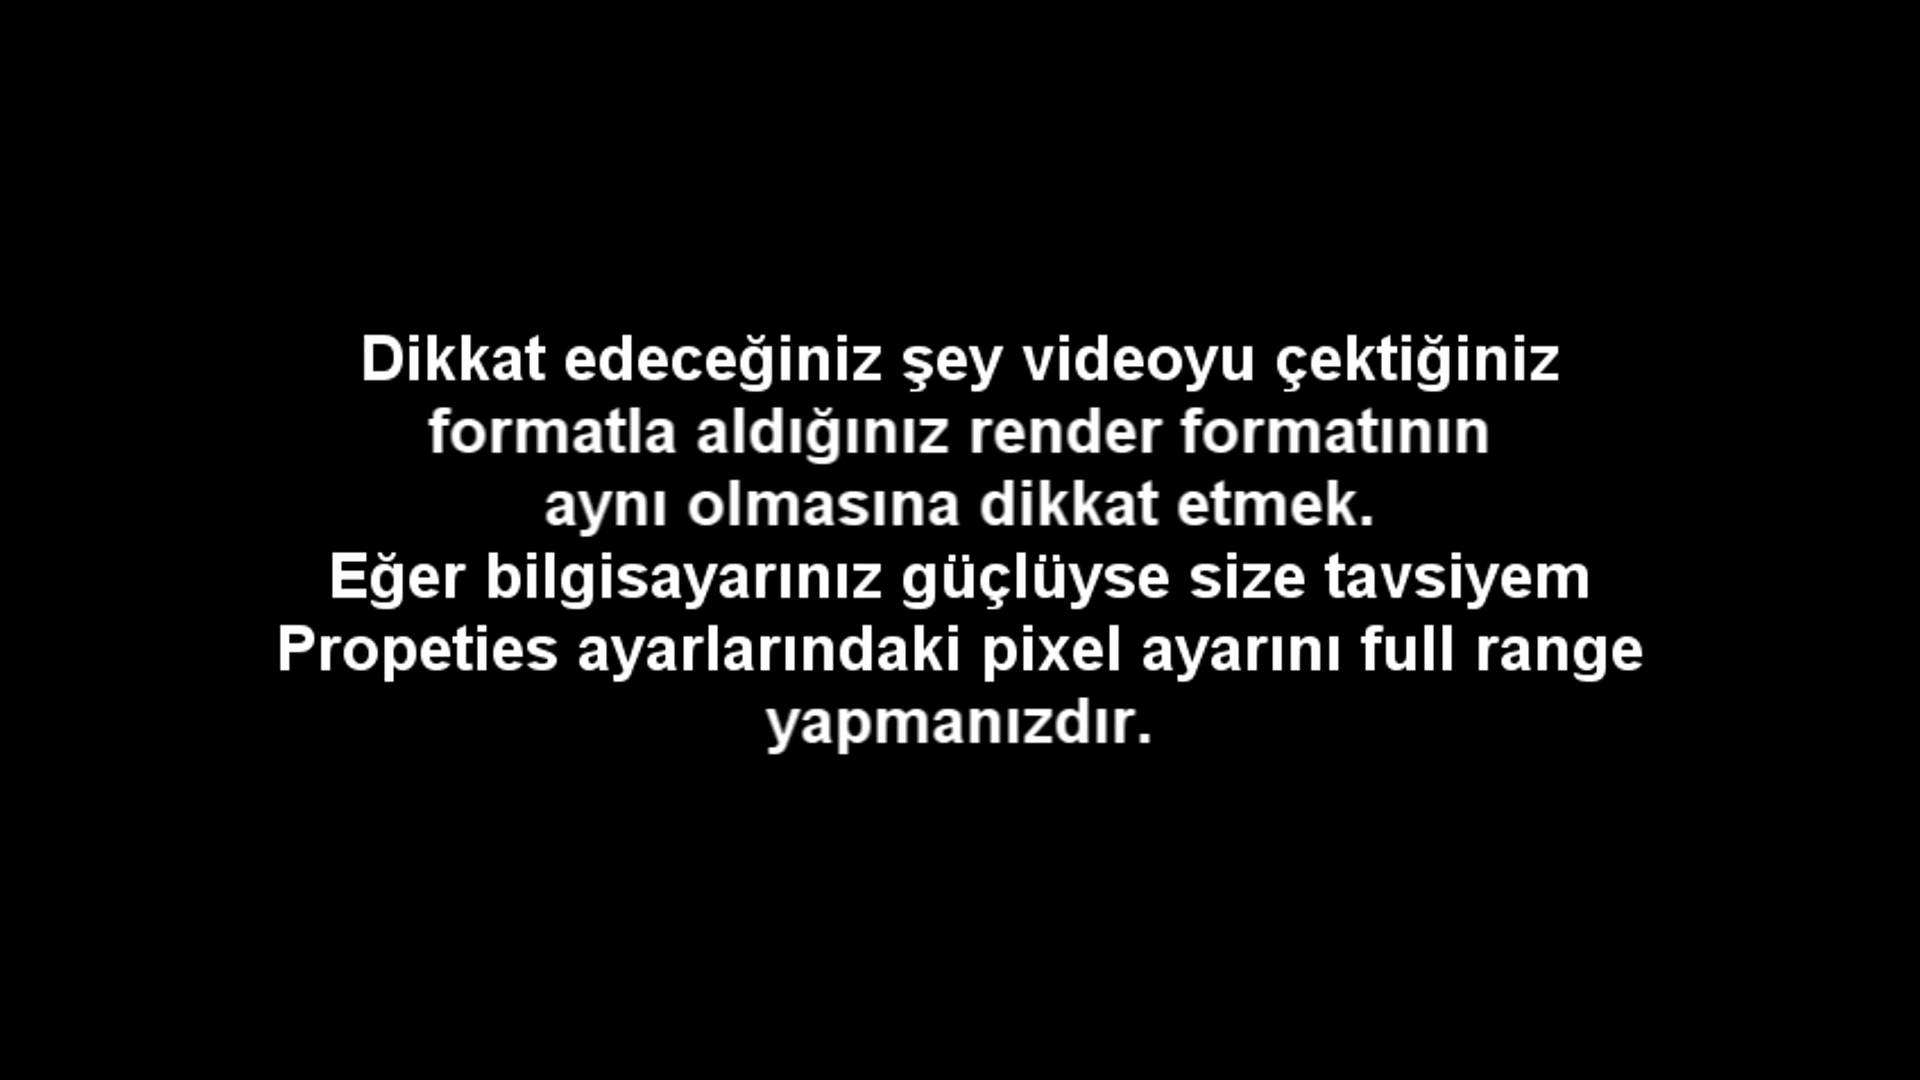 Dikkat edeceğiniz şey videoyu çektiğiniz
formatla aldığınız render formatının
aynı olmasına dikkat etmek.
Eğer bilgisayarınız güçlüyse size tavsiyem
Propeties ayarlarındaki pixel ayarını full range
yapmanızdır.